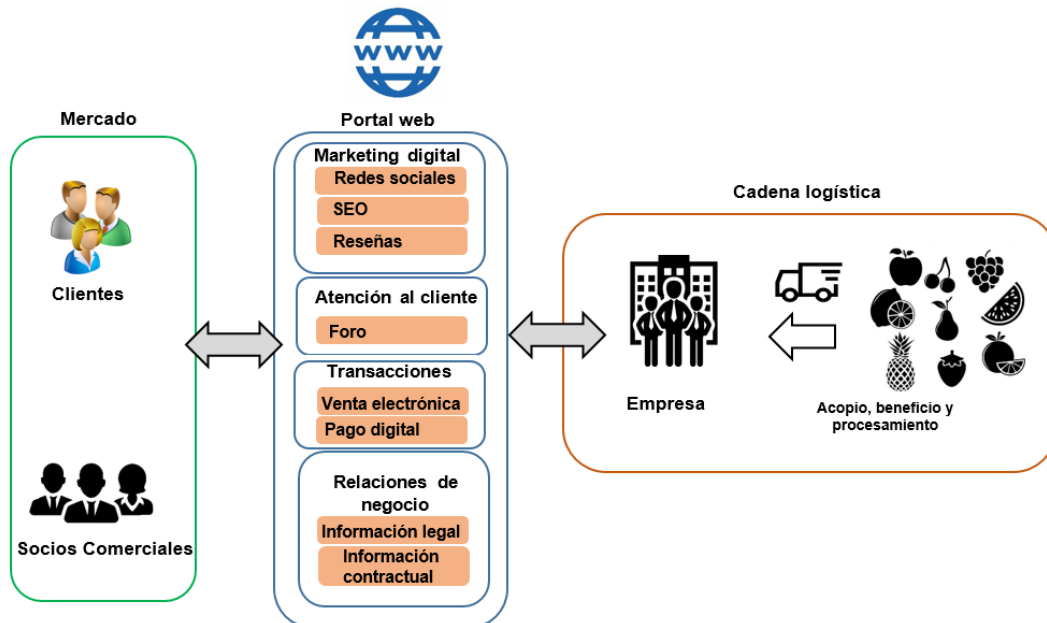 WWW
Mercado
Clientes
Socios Comerciales
Portal web
Marketing digital
Redes sociales
SEO
Reseñas
Atención al cliente
Foro
Transacciones
Venta electrónica
Pago digital
Relaciones de
negocio
Información legal
Información
contractual
Cadena logística
Empresa
Acopio, beneficio y
procesamiento